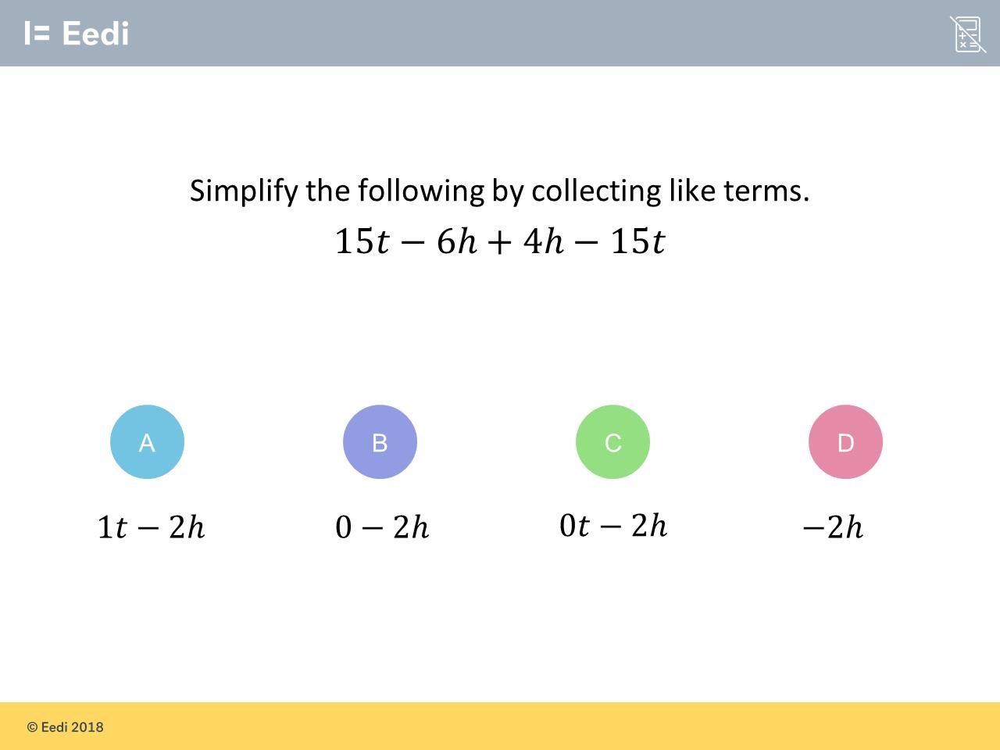 Eedi
Simplify the following by collecting like terms.
15t − 6h + 4h − 15t
A B C D
1t − 2h 0 − 2h 0t − 2h −2h
© Eedi 2018